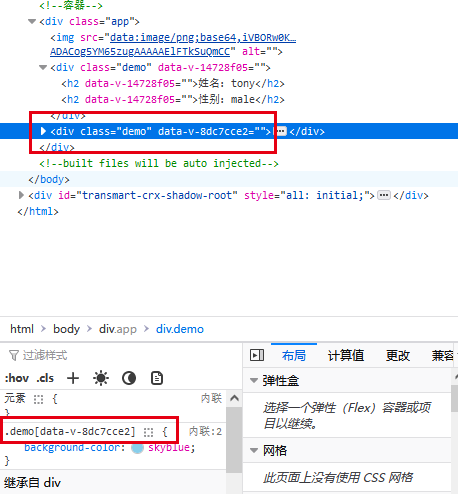 <!--容器-->
<div class="app">
<img src="data:image/png;base64,iVBORw0K…
ADACog5YM65zugAAAAAElFTkSuQmCC" alt="">
<div class="demo" data-v-14728f05="">
<h2 data-v-14728f05="">姓名：tony</h2>
<h2 data-v-14728f05="">性别：male</h2>
</div>
<div class="demo" data-v-8dc7cce2="">…</div>
</div>
<!--built files will be auto injected-->
</body>
<div id="transmart-crx-shadow-root" style="all: initial;">…</div>
</html>
html > body > div.app > div.demo
过滤样式
布局 计算值 更改 兼容
:hov .cls +
弹性盒
元素 { 内联
}
选择一个弹性（Flex）容器或项
目以继续。
.demo[data-v-8dc7cce2] { 内联:2
background-color: skyblue;
}
网格
继承自 div
此页面上没有使用 CSS 网格